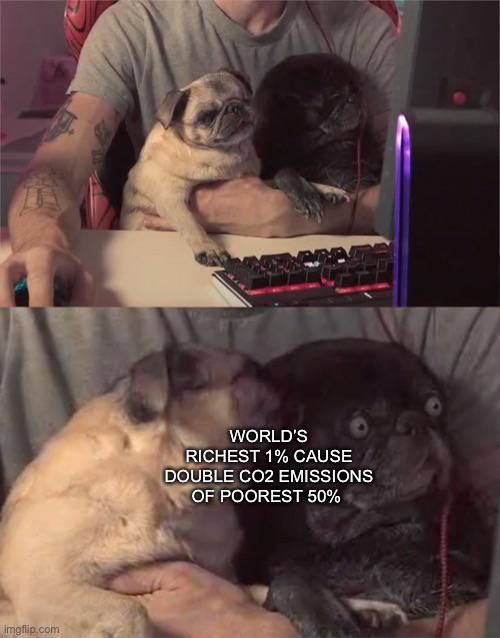 WORLD'S
RICHEST 1% CAUSE
DOUBLE CO2 EMISSIONS
OF POOREST 50%
imgflip.com